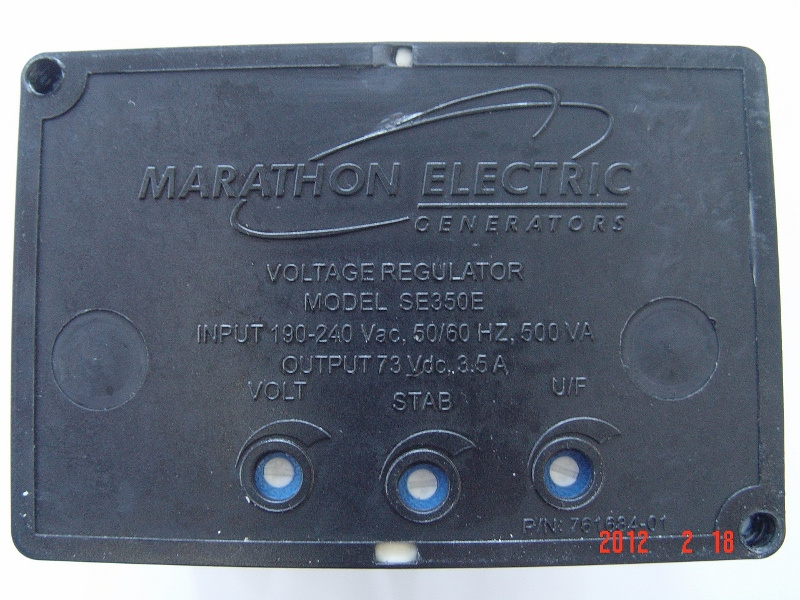 MARATHON ELECTRIC
GENERATORS
VOLTAGE REGULATOR
MODEL SE350E
INPUT 190-240 Vac, 50/60 HZ, 500 VA
OUTPUT 73 Vdc, 3.5 A
VOLT STAB U/F
P/N: 761684-01
2012 2 18